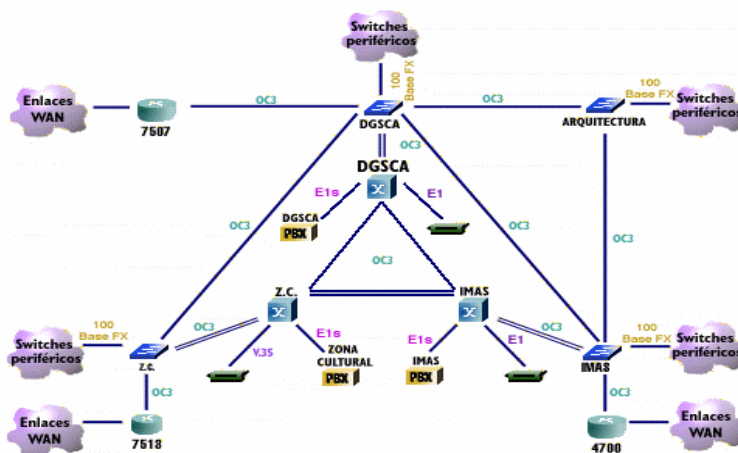 Switches
periféricos
100
Base FX
Enlaces
WAN
OC3
7507
DGSCA
OC3
ARQUITECTURA
100
Base FX
Switches
periféricos
OC3
DGSCA
E1s
E1
DGSCA
PBX
OC3
OC3
OC3
OC3
Z.C.
IMAS
100
Base FX
Switches
periféricos
Z.C.
OC3
E1s
V.35
ZONA
CULTURAL
PBX
E1s
IMAS
PBX
E1
OC3
IMAS
100
Base FX
Switches
periféricos
OC3
Enlaces
WAN
7513
OC3
4700
Enlaces
WAN